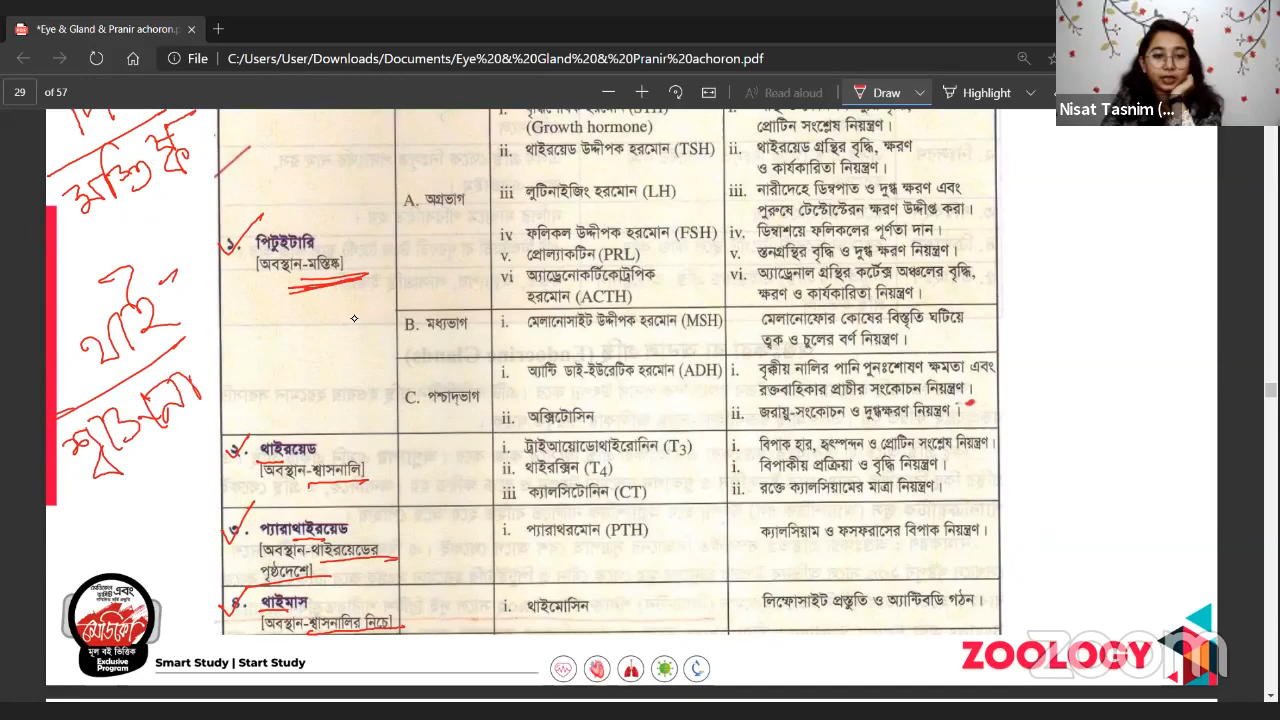 *Eye & Gland & Pranir achoron.p
File
C:/Users/User/Downloads/Documents/Eye%20&%20Gland%20&%20Pranir%20achoron.pdf
29 of 57
Read aloud
Draw
Highlight
Nisat Tasnim (...
মস্তিষ্ক
থাই
শ্বাসনালি
(Growth hormone)
প্রোটিন সংশ্লেষ নিয়ন্ত্রণ।
ii. থাইরয়েড উদ্দীপক হরমোন (TSH)
ii. থাইরয়েড গ্রন্থির বৃদ্ধি, ক্ষরণ
ও কার্যকারিতা নিয়ন্ত্রণ।
A. অগ্রভাগ
iii লুটিনাইজিং হরমোন (LH)
iii. নারীদেহে ডিম্বপাত ও দুগ্ধ ক্ষরণ এবং
পুরুষে টেস্টোস্টেরন ক্ষরণ উদ্দীপ্ত করা।
১. পিটুইটারি
[অবস্থান-মস্তিষ্ক]
iv ফলিকল উদ্দীপক হরমোন (FSH)
iv. ডিম্বাশয়ে ফলিকলের পূর্ণতা দান।
v. প্রোল্যাকটিন (PRL)
v. স্তনগ্রন্থির বৃদ্ধি ও দুগ্ধ ক্ষরণ নিয়ন্ত্রণ।
vi অ্যাড্রেনোকর্টিকোট্রপিক
হরমোন (ACTH)
vi. অ্যাড্রেনাল গ্রন্থির কর্টেক্স অঞ্চলের বৃদ্ধি,
ক্ষরণ ও কার্যকারিতা নিয়ন্ত্রণ।
B. মধ্যভাগ
i. মেলানোসাইট উদ্দীপক হরমোন (MSH)
মেলানোফোর কোষের বিস্তৃতি ঘটিয়ে
ত্বক ও চুলের বর্ণ নিয়ন্ত্রণ।
C. পশ্চাদ্ভাগ
i. অ্যান্টি ডাই-ইউরেটিক হরমোন (ADH)
i. বৃক্কীয় নালির পানি পুনঃশোষণ ক্ষমতা এবং
রক্তবাহিকার প্রাচীর সংকোচন নিয়ন্ত্রণ।
ii. অক্সিটোসিন
ii. জরায়ু-সংকোচন ও দুগ্ধক্ষরণ নিয়ন্ত্রণ।
২. থাইরয়েড
[অবস্থান-শ্বাসনালি]
i. ট্রাইআয়োডোথাইরোনিন (T3)
i. বিপাক হার, হৃৎস্পন্দন ও প্রোটিন সংশ্লেষ নিয়ন্ত্রণ।
ii. থাইরক্সিন (T4)
i. বিপাকীয় প্রক্রিয়া ও বৃদ্ধি নিয়ন্ত্রণ।
iii ক্যালসিটোনিন (CT)
ii. রক্তে ক্যালসিয়ামের মাত্রা নিয়ন্ত্রণ।
৩. প্যারাথাইরয়েড
[অবস্থান-থাইরয়েডের
পৃষ্ঠদেশে]
i. প্যারাথরমোন (PTH)
ক্যালসিয়াম ও ফসফরাসের বিপাক নিয়ন্ত্রণ।
৪. থাইমাস
[অবস্থান-শ্বাসনালির নিচে]
i. থাইমোসিন
লিম্ফোসাইট প্রস্তুতি ও অ্যান্টিবডি গঠন।
মেডিকো
মূল বই ভিত্তিক
Exclusive
Program
Smart Study | Start Study
ZOOLOGY
zoom